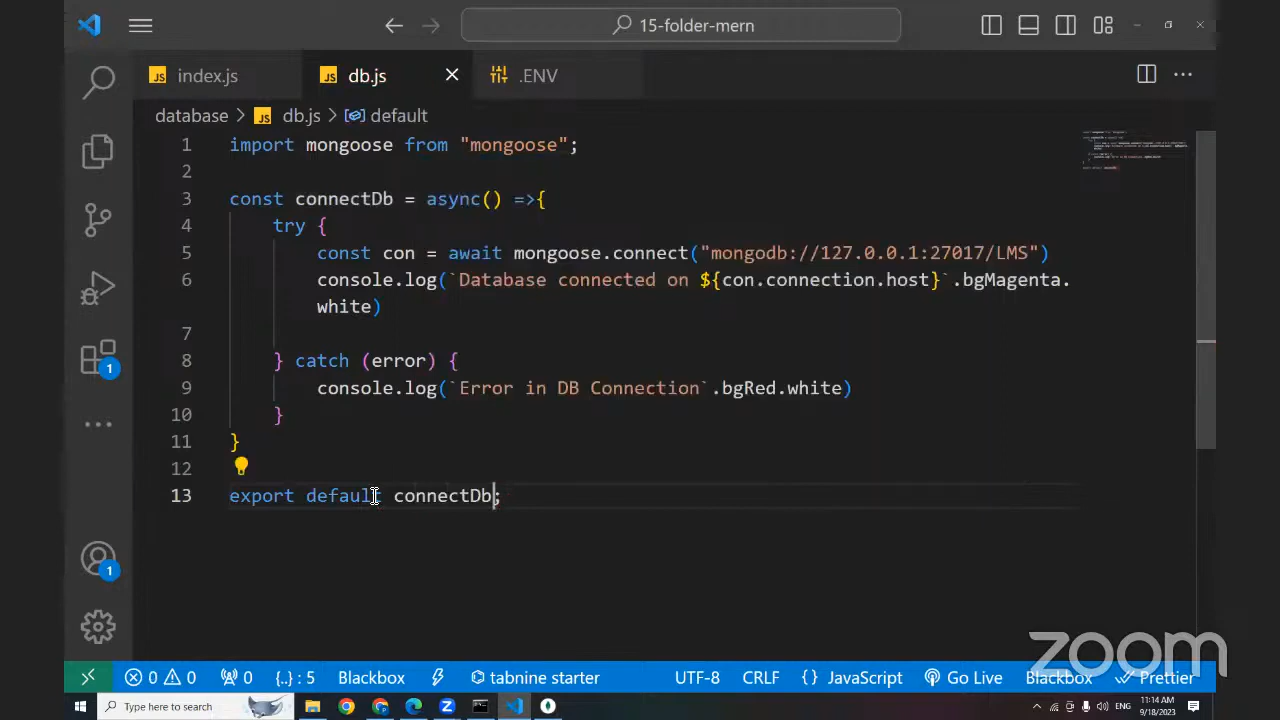 15-folder-mern
JS index.js
JS db.js
.ENV
database > JS db.js > default
1 import mongoose from "mongoose";
2
3 const connectDb = async() =>{
4 try {
5 const con = await mongoose.connect("mongodb://127.0.0.1:27017/LMS")
6 console.log(`Database connected on ${con.connection.host}`.bgMagenta.
white)
7
8 } catch (error) {
9 console.log(`Error in DB Connection`.bgRed.white)
10 }
11 }
12
13 export default connectDb;
1
1
zoom
0 0 0 {..} : 5 Blackbox tabnine starter UTF-8 CRLF { } JavaScript Go Live Blackbox Prettier
Type here to search
ENG
11:14 AM
9/18/2023